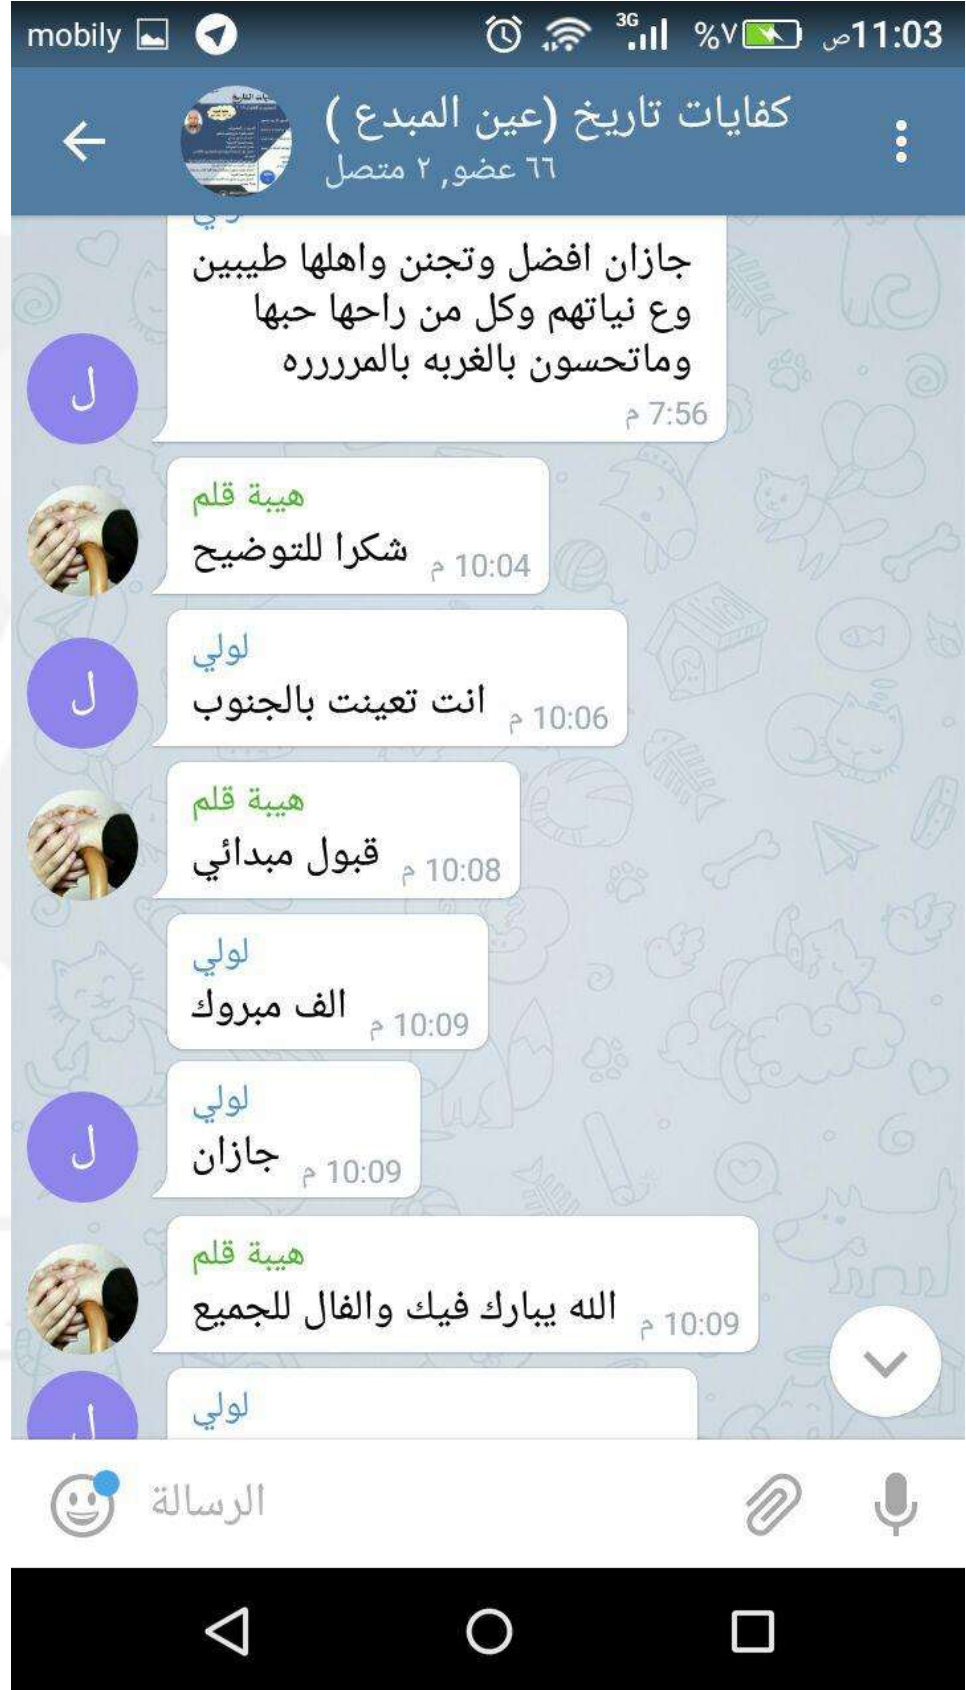 mobily 3G %٧ 11:03ص
كفايات تاريخ (عين المبدع )
٦٦ عضو, ٢ متصل
جازان افضل وتجنن واهلها طيبين
وع نياتهم وكل من راحها حبها
وماتحسون بالغربه بالمرررره
7:56 م
ل
هيبة قلم
شكرا للتوضيح 10:04 م
لولي
انت تعينت بالجنوب 10:06 م
ل
هيبة قلم
قبول مبدائي 10:08 م
لولي
الف مبروك 10:09 م
لولي
جازان 10:09 م
ل
هيبة قلم
الله يبارك فيك والفال للجميع 10:09 م
لولي
ل
الرسالة